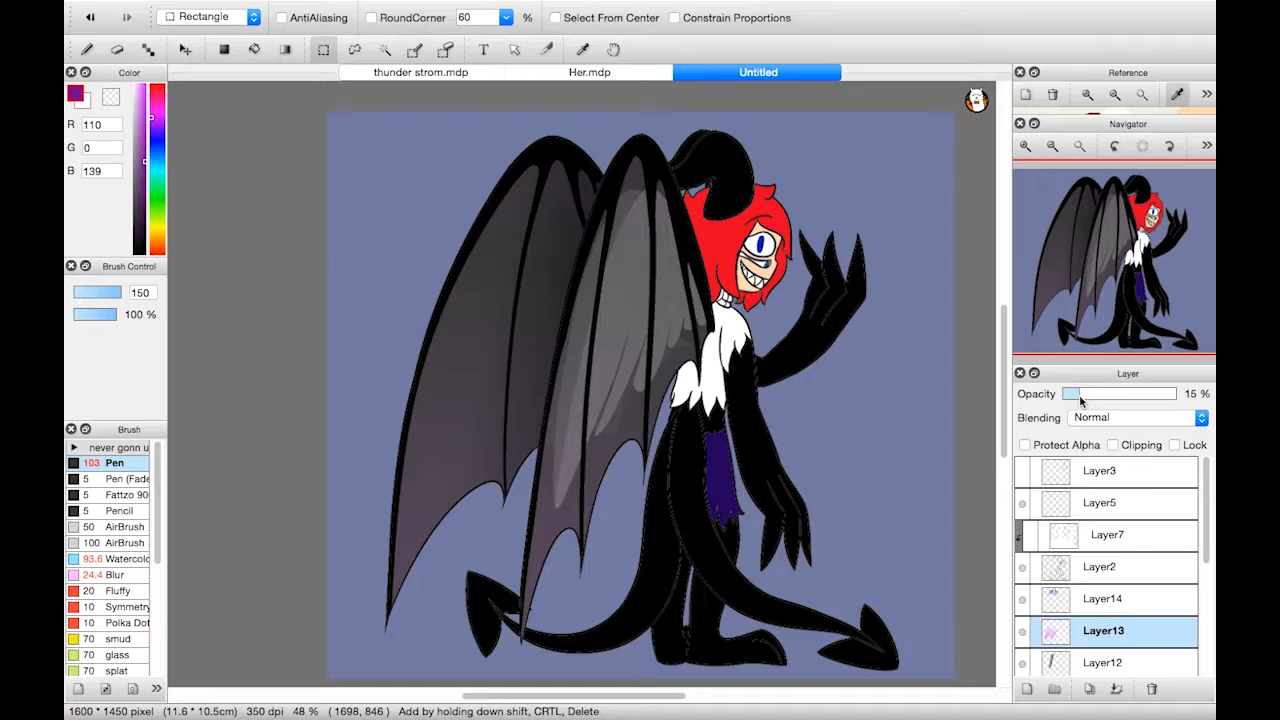 Rectangle AntiAliasing RoundCorner 60 % Select From Center Constrain Proportions
T
Color thunder strom.mdp Her.mdp Untitled Reference
R 110
G 0
B 139
Navigator
Brush Control
150
100 %
Layer
Opacity 15 %
Blending Normal
Protect Alpha Clipping Lock
Brush
never gonn u
103 Pen
5 Pen (Fade
5 Fattzo 90
5 Pencil
50 AirBrush
100 AirBrush
93.6 Watercolo
24.4 Blur
20 Fluffy
10 Symmetry
10 Polka Dot
70 smud
70 glass
70 splat
Layer3
Layer5
Layer7
Layer2
Layer14
Layer13
Layer12
1600 * 1450 pixel (11.6 * 10.5cm) 350 dpi 48 % ( 1698, 846 ) Add by holding down shift, CRTL, Delete